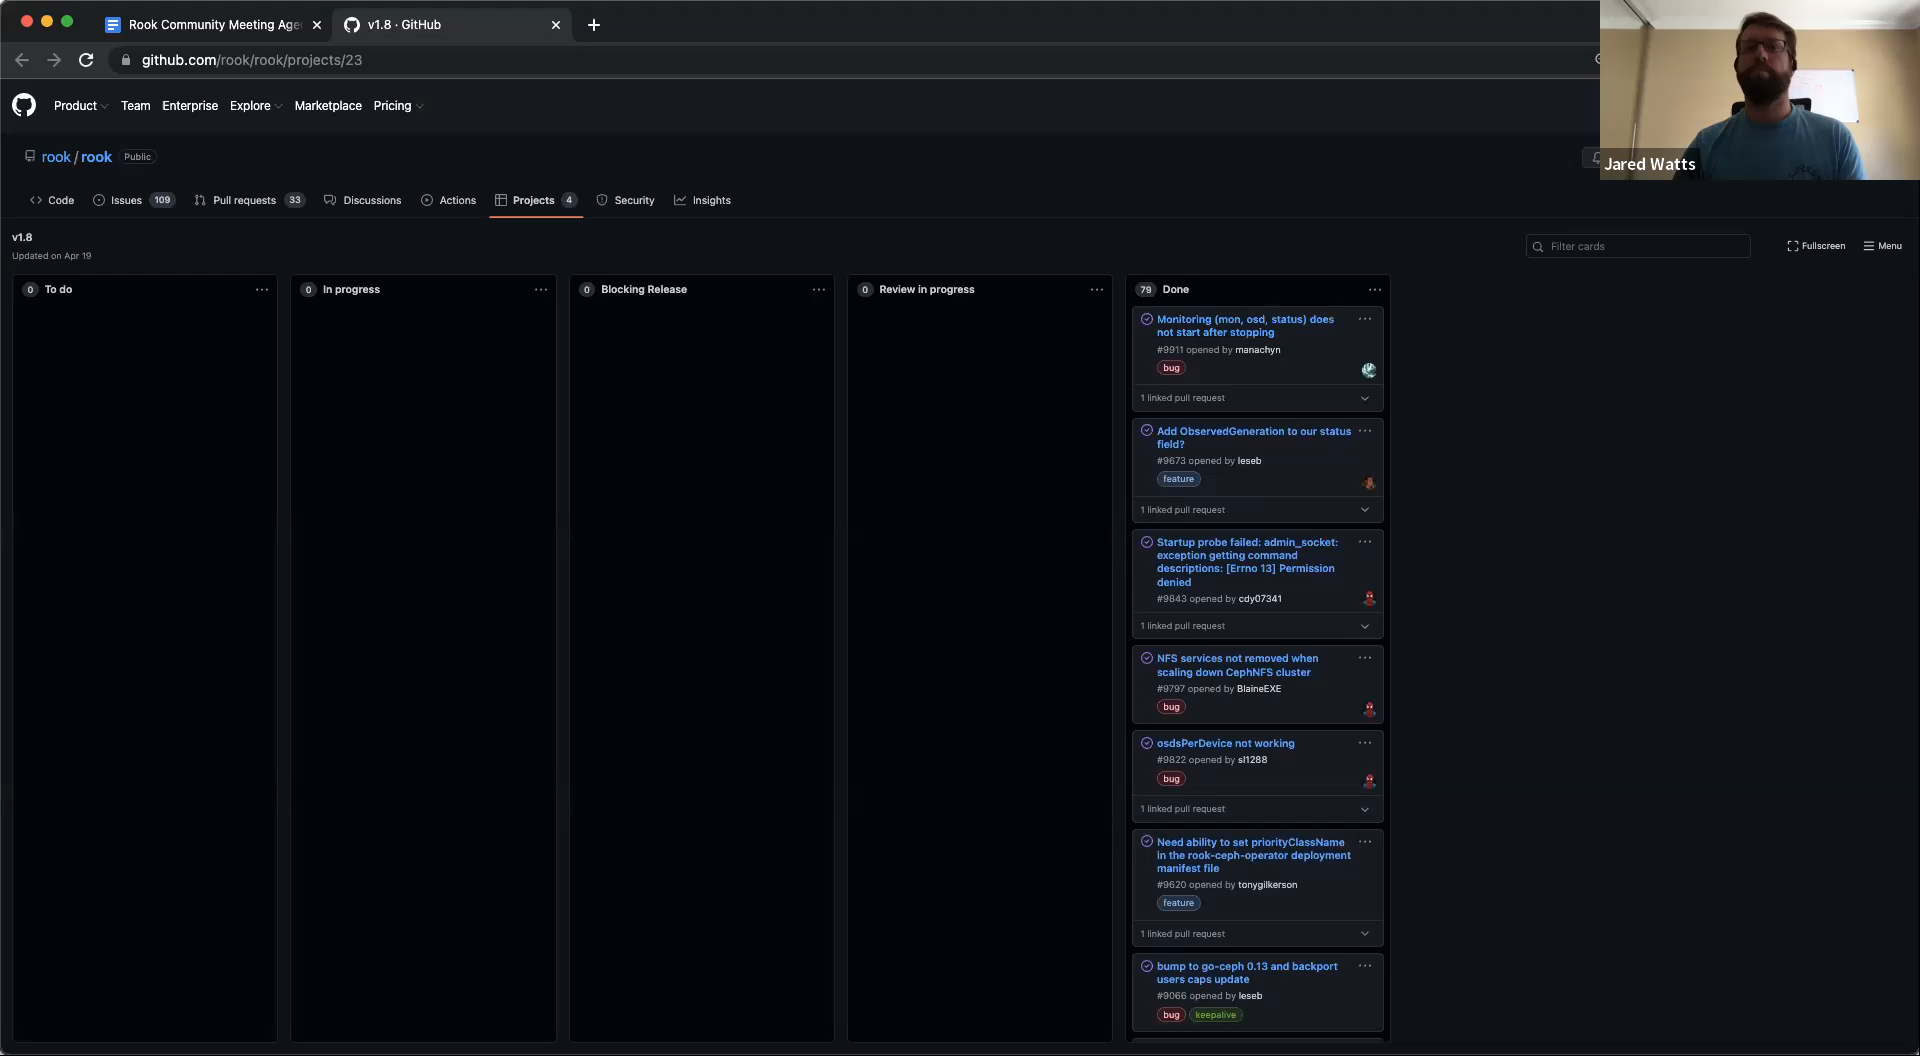 Rook Community Meeting Age
v1.8 · GitHub
github.com/rook/rook/projects/23
Product
Team
Enterprise
Explore
Marketplace
Pricing
rook / rook
Public
Jared Watts
Code
Issues 109
Pull requests 33
Discussions
Actions
Projects 4
Security
Insights
v1.8
Updated on Apr 19
Filter cards
Fullscreen
Menu
0 To do
0 In progress
0 Blocking Release
0 Review in progress
79 Done
Monitoring (mon, osd, status) does
not start after stopping
#9911 opened by manachyn
bug
1 linked pull request
Add ObservedGeneration to our status
field?
#9673 opened by leseb
feature
1 linked pull request
Startup probe failed: admin_socket:
exception getting command
descriptions: [Errno 13] Permission
denied
#9843 opened by cdy07341
1 linked pull request
NFS services not removed when
scaling down CephNFS cluster
#9797 opened by BlaineEXE
bug
osdsPerDevice not working
#9822 opened by sl1288
bug
1 linked pull request
Need ability to set priorityClassName
in the rook-ceph-operator deployment
manifest file
#9620 opened by tonygilkerson
feature
1 linked pull request
bump to go-ceph 0.13 and backport
users caps update
#9066 opened by leseb
bug keepalive